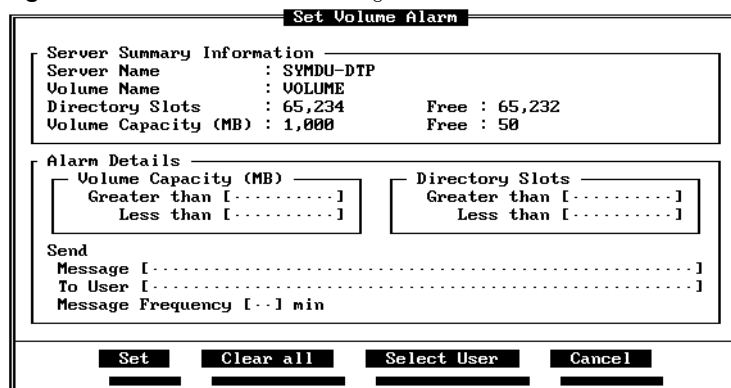 Set Volume Alarm
Server Summary Information
Server Name : SYMDU-DTP
Volume Name : VOLUME
Directory Slots : 65,234 Free : 65,232
Volume Capacity (MB) : 1,000 Free : 50
Alarm Details
Volume Capacity (MB) Directory Slots
Greater than [··········] Greater than [··········]
Less than [··········] Less than [··········]
Send
Message [·······························································]
To User [·······························································]
Message Frequency [··] min
Set Clear all Select User Cancel